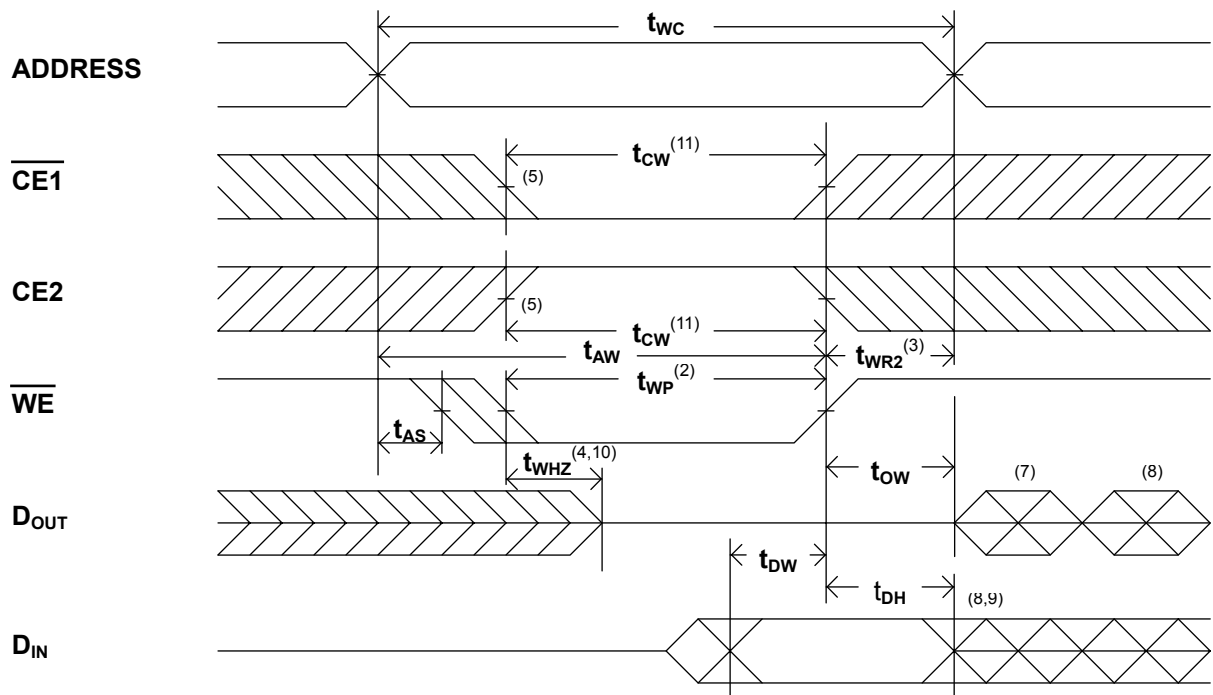 tWC
ADDRESS
tCW(11)
CE1
(5)
CE2
(5)
tCW(11)
tAW
tWR2(3)
tWP(2)
WE
tAS
tWHZ(4,10)
tOW
(7)
(8)
DOUT
tDW
tDH
(8,9)
DIN